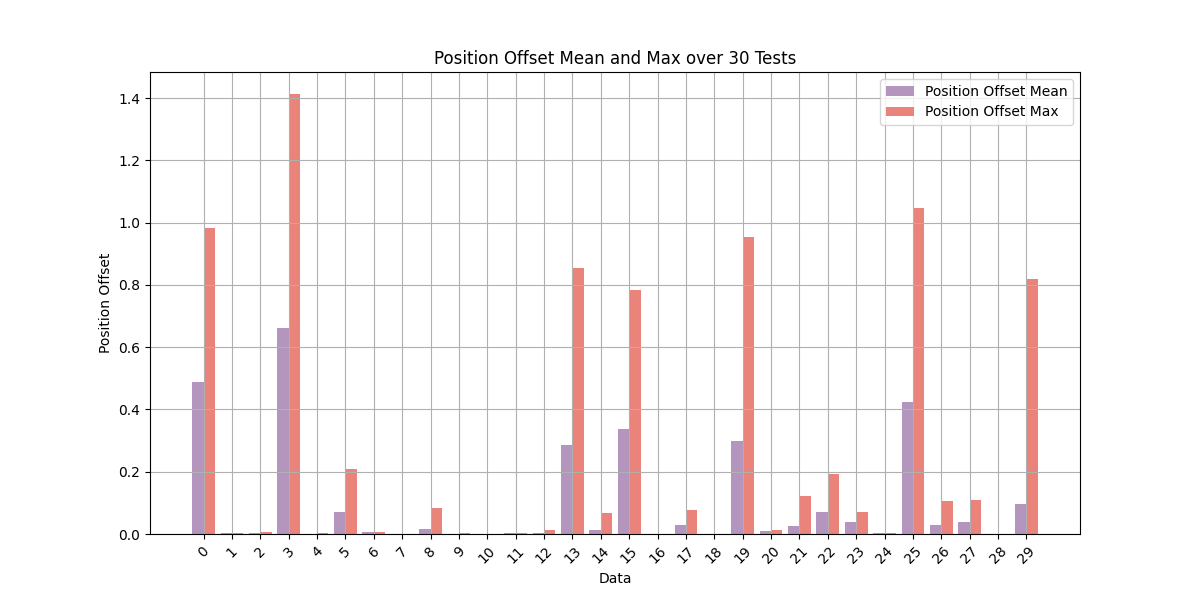 Position Offset Mean and Max over 30 Tests
Position Offset Mean
Position Offset Max
Position Offset
1.4
1.2
1.0
0.8
0.6
0.4
0.2
0.0
0 1 2 3 4 5 6 7 8 9 10 11 12 13 14 15 16 17 18 19 20 21 22 23 24 25 26 27 28 29
Data